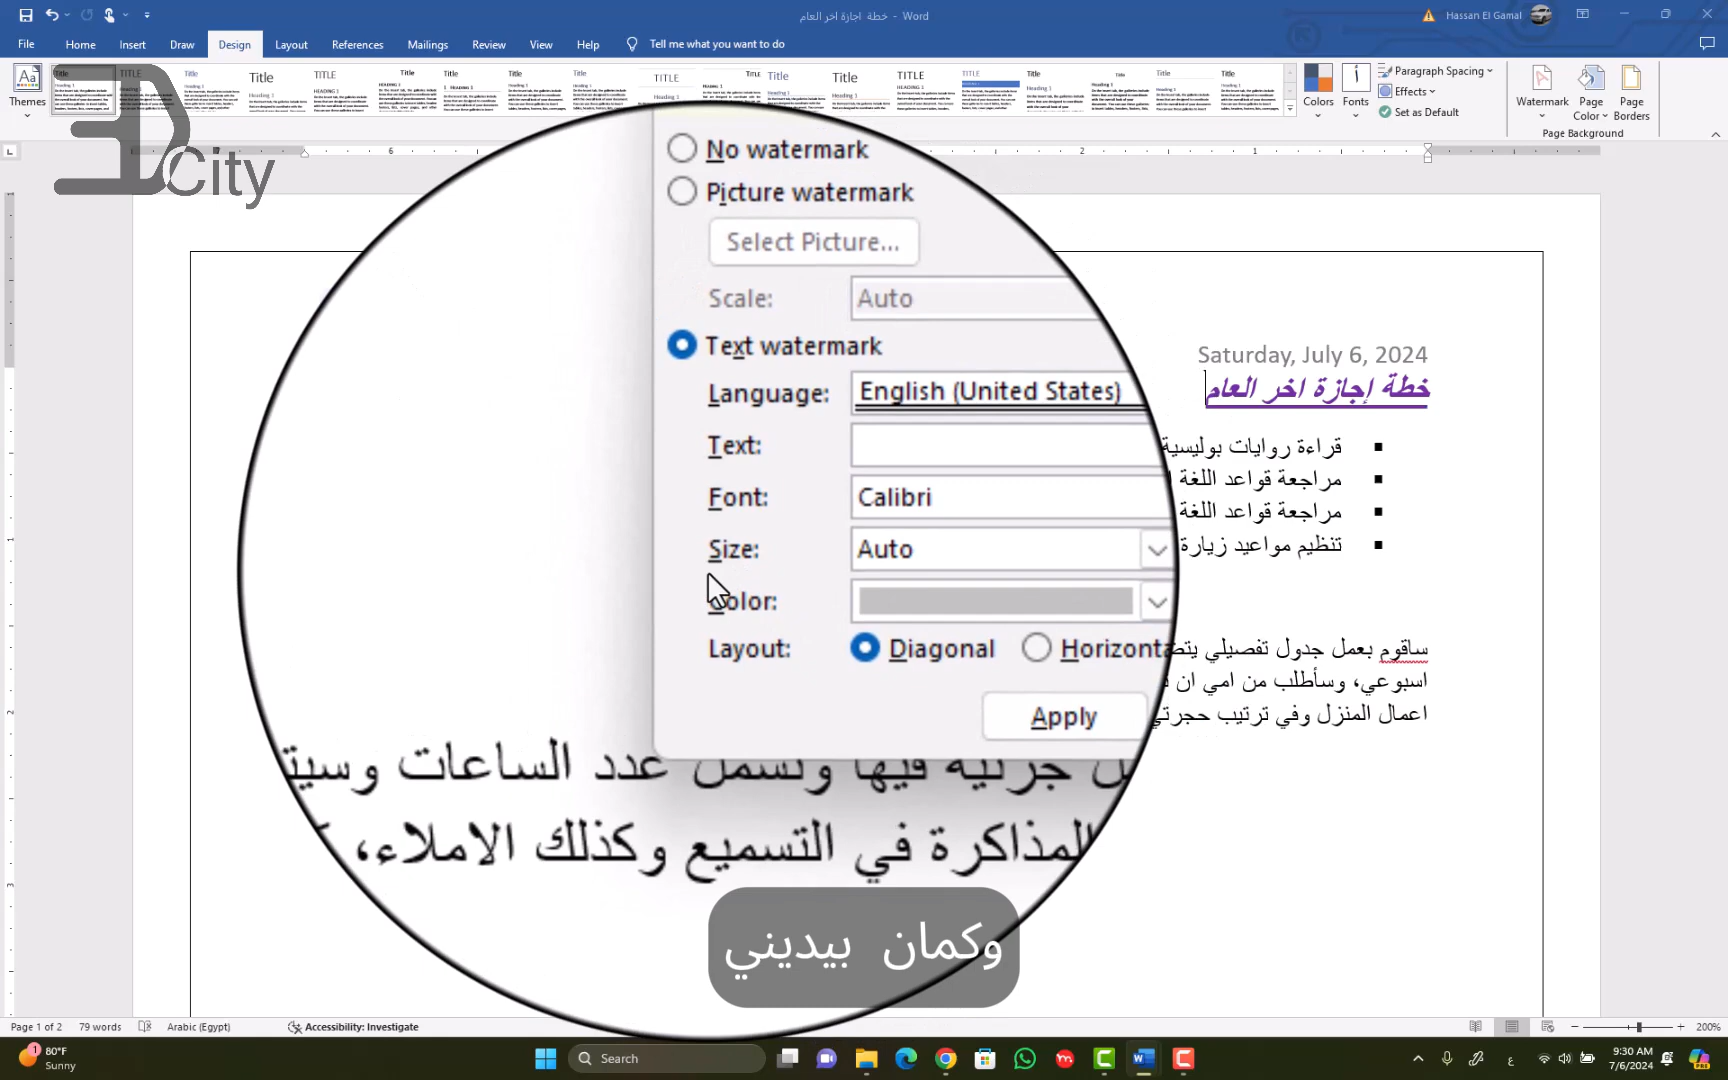 خطة اجازة اخر العام - Word
Hassan El Gamal
File Home Insert Draw Design Layout References Mailings Review View Help Tell me what you want to do
Themes
Colors
Fonts
Paragraph Spacing
Effects
Set as Default
Watermark
Page Color
Page Borders
Page Background
City
No watermark
Picture watermark
Select Picture...
Scale: Auto
Text watermark
Language: English (United States)
Text:
Font: Calibri
Size: Auto
Color:
Layout: Diagonal
Apply
Saturday, July 6, 2024
خطة إجازة اخر العام
قراءة روايات بوليسية
مراجعة قواعد اللغة
مراجعة قواعد اللغة
تنظيم مواعيد زيارة
ساقوم بعمل جدول تفصيلي
اسبوعي، وسأطلب من امي ان
اعمال المنزل وفي ترتيب حجرتي
جزئية فيها وتشمل عدد الساعات
المذاكرة في التسميع وكذلك الاملاء،
وكمان بيديني
Page 1 of 2 79 words Arabic (Egypt) Accessibility: Investigate
200%
80°F
Sunny
Search
9:30 AM
7/6/2024